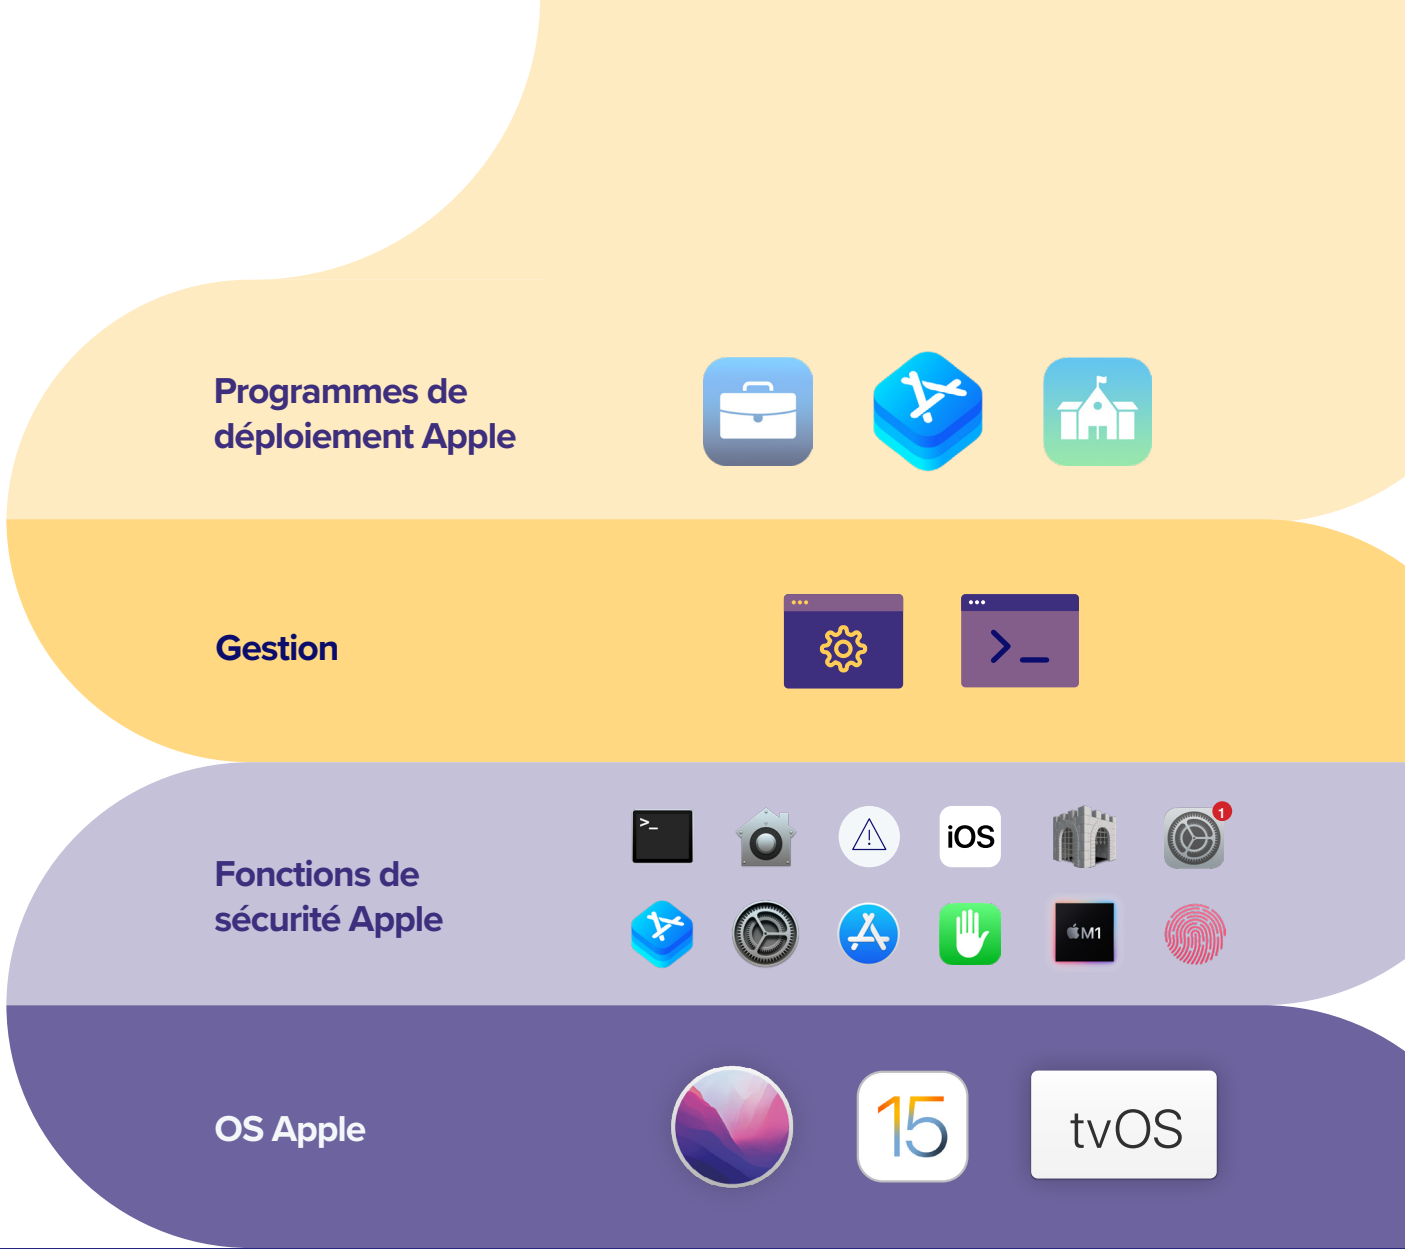 Programmes de
déploiement Apple
Gestion
>_
>_
iOS
1
Fonctions de
sécurité Apple
M1
OS Apple
15
tvOS